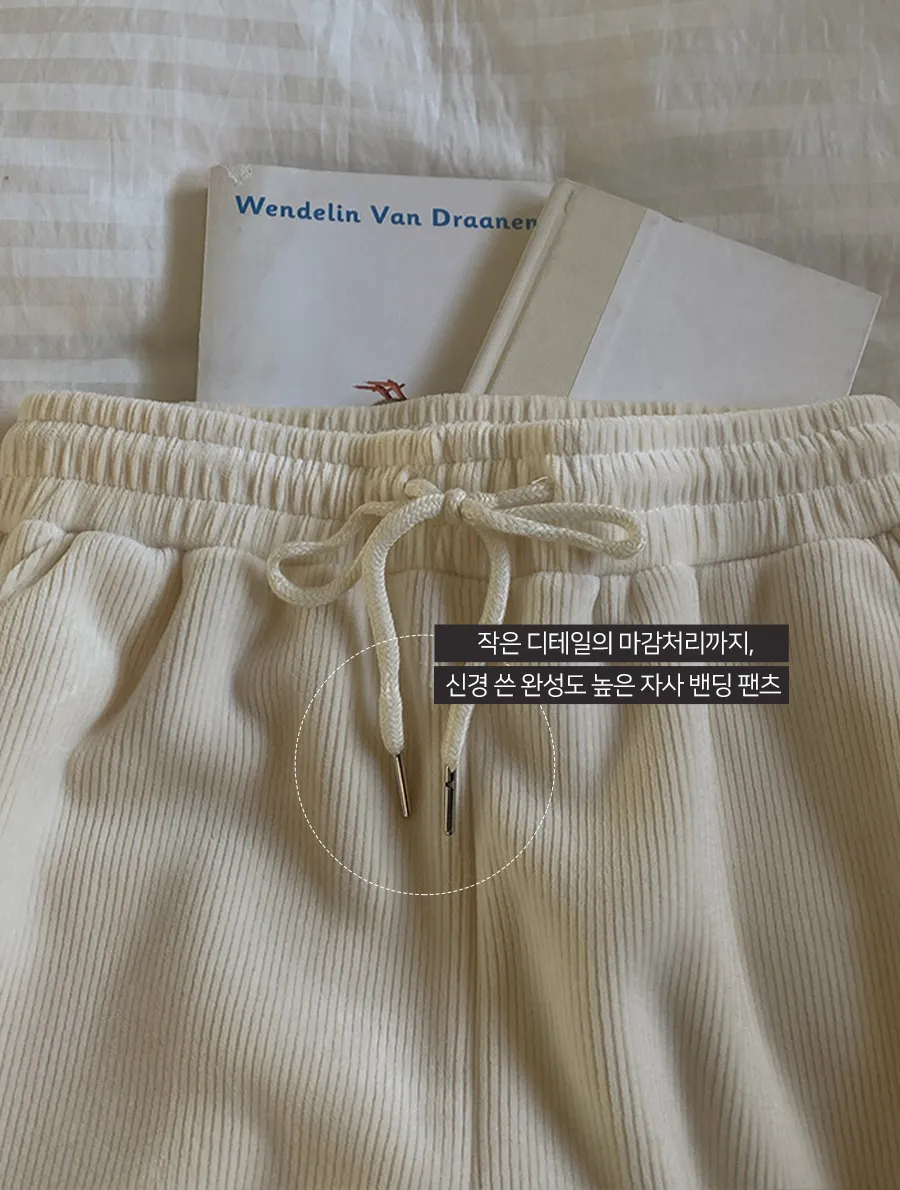 Wendelin Van Draanen
작은 디테일의 마감처리까지,
신경 쓴 완성도 높은 자사 밴딩 팬츠